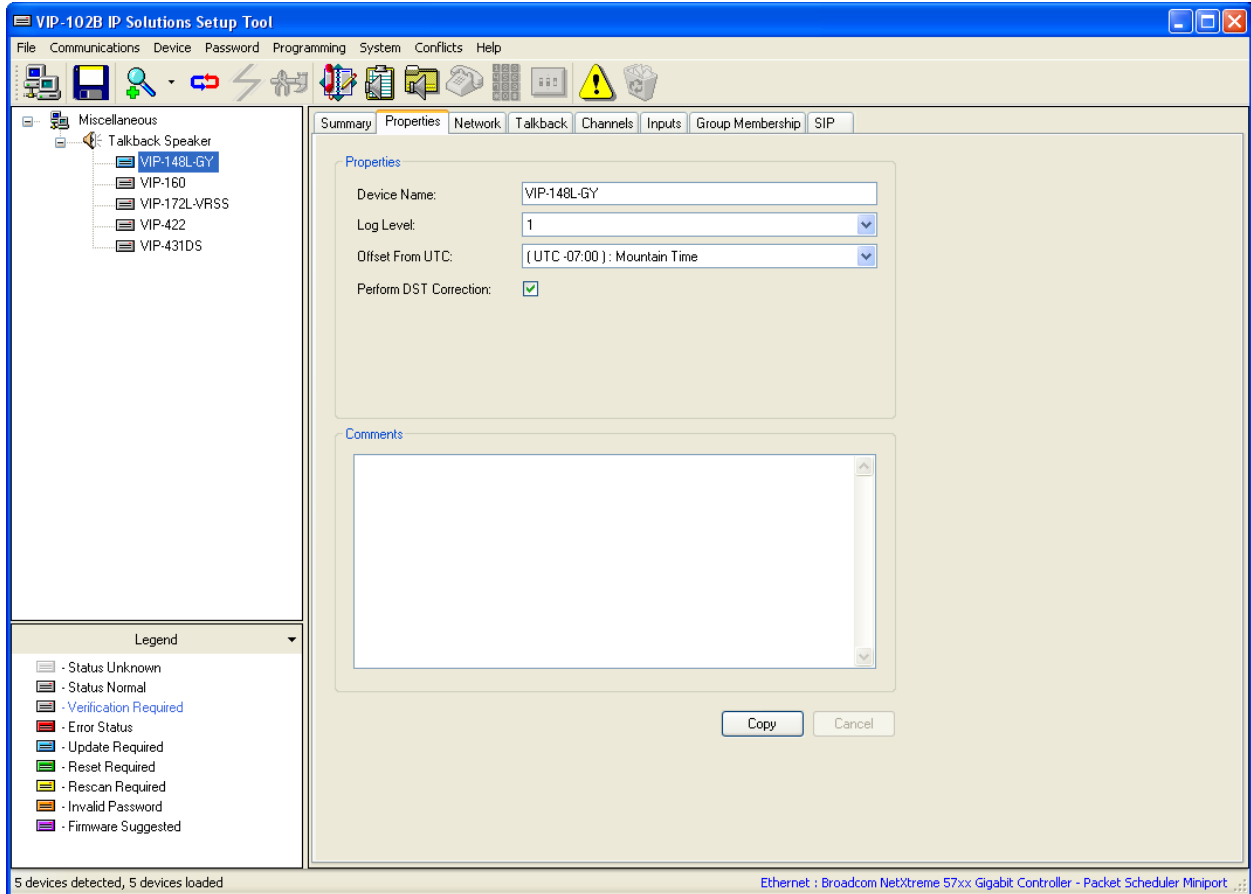 VIP-102B IP Solutions Setup Tool
File Communications Device Password Programming System Conflicts Help
Miscellaneous
Talkback Speaker
VIP-148L-GY
VIP-160
VIP-172L-VRSS
VIP-422
VIP-431DS
Legend
- Status Unknown
- Status Normal
- Verification Required
- Error Status
- Update Required
- Reset Required
- Rescan Required
- Invalid Password
- Firmware Suggested
Summary Properties Network Talkback Channels Inputs Group Membership SIP
Properties
Device Name: VIP-148L-GY
Log Level: 1
Offset From UTC: ( UTC -07:00 ) : Mountain Time
Perform DST Correction:
Comments
Copy Cancel
5 devices detected, 5 devices loaded
Ethernet : Broadcom NetXtreme 57xx Gigabit Controller - Packet Scheduler Miniport